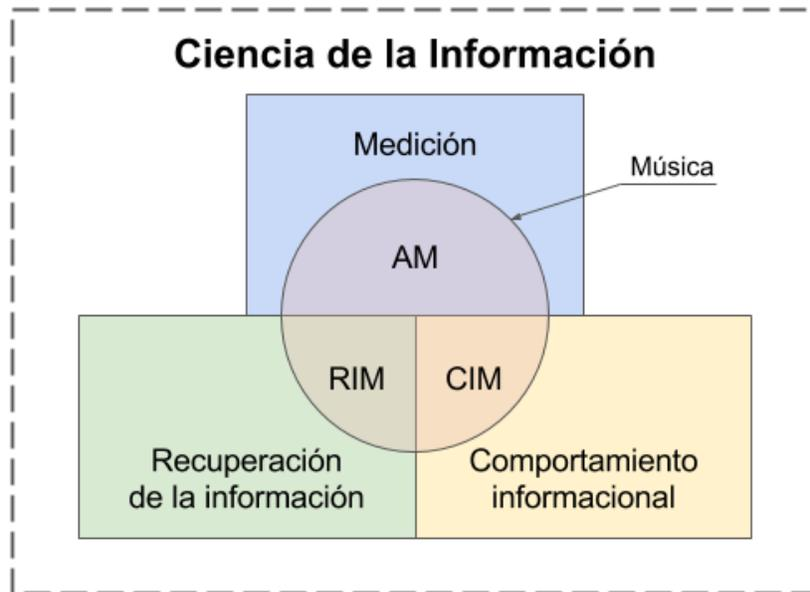 Ciencia de la Información
Medición
Música
AM
RIM
CIM
Recuperación
de la información
Comportamiento
informacional